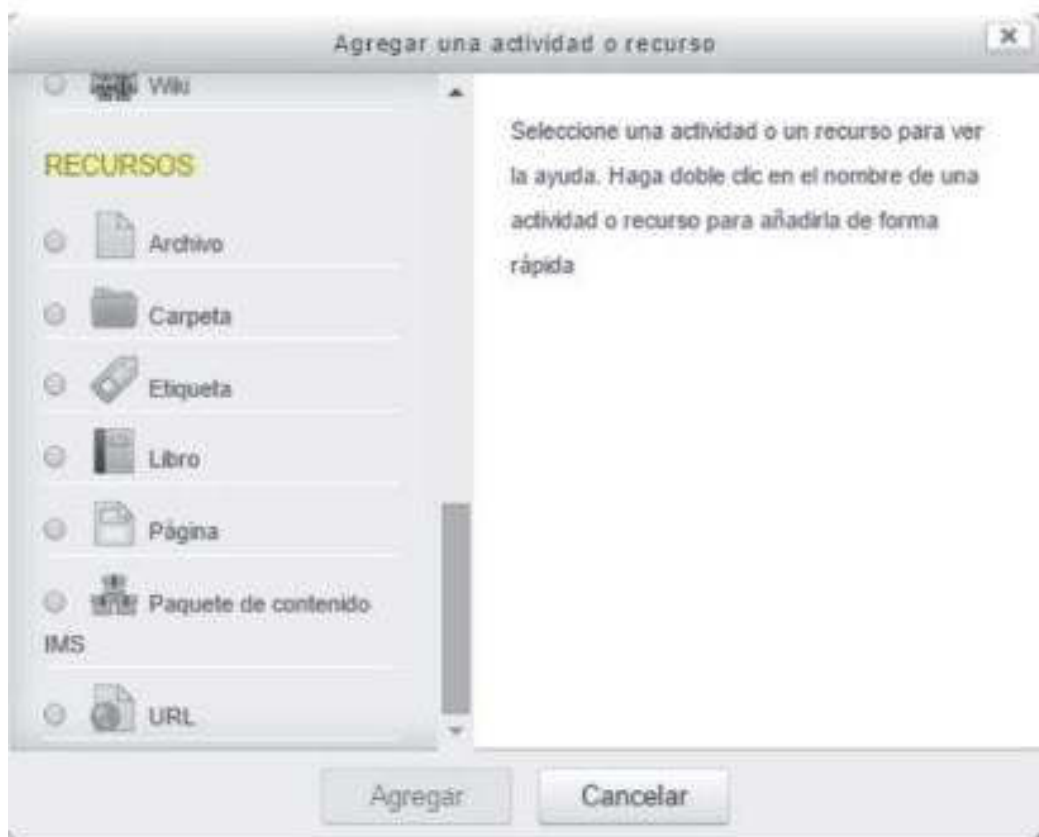 Agregar una actividad o recurso
Wiki
RECURSOS
Archivo
Carpeta
Etiqueta
Libro
Página
Paquete de contenido
IMS
URL
Seleccione una actividad o un recurso para ver
la ayuda. Haga doble clic en el nombre de una
actividad o recurso para añadirla de forma
rápida
Agregar
Cancelar